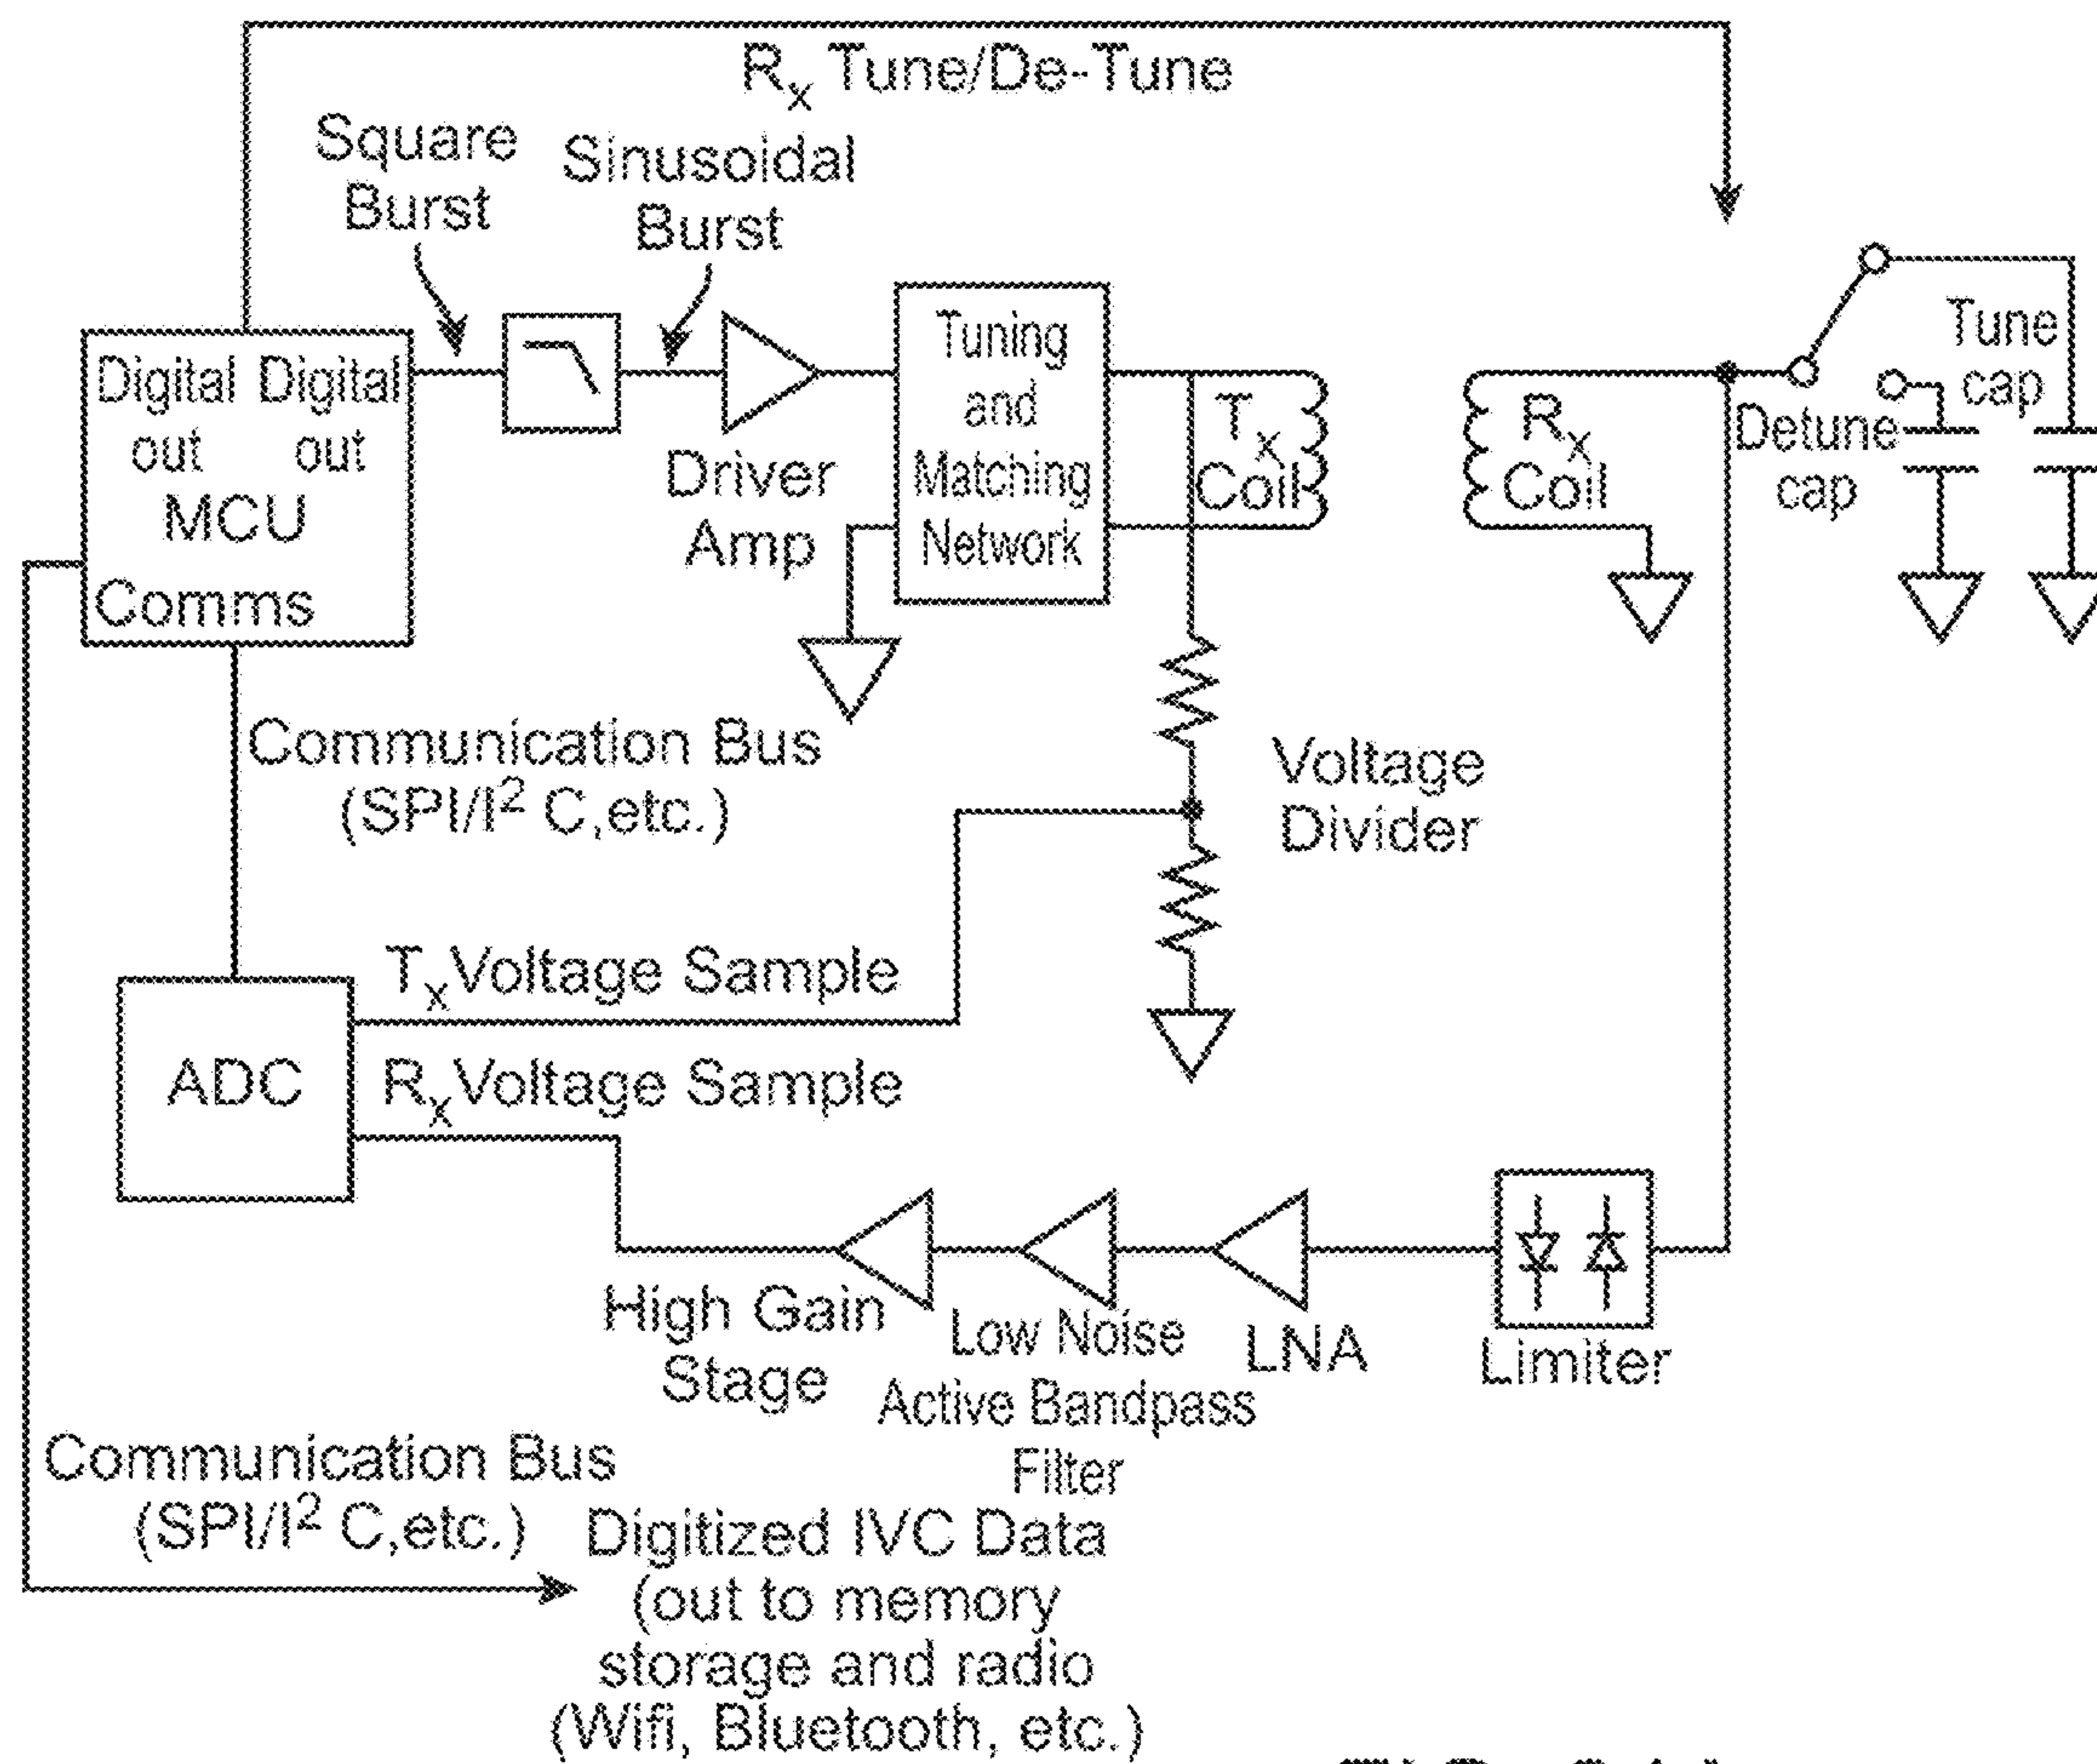 Rx Tune/De-Tune
Square
Burst
Sinusoidal
Burst
Digital
out
Digital
out
MCU
Comms
Driver
Amp
Tuning
and
Matching
Network
Tx
Coil
Rx
Coil
Detune
cap
Tune
cap
Communication Bus
(SPI/I² C,etc.)
Voltage
Divider
Tx Voltage Sample
ADC
Rx Voltage Sample
High Gain
Stage
Low Noise
Active Bandpass
Filter
LNA
Limiter
Communication Bus
(SPI/I² C,etc.)
Digitized IVC Data
(out to memory
storage and radio
(Wifi, Bluetooth, etc.)